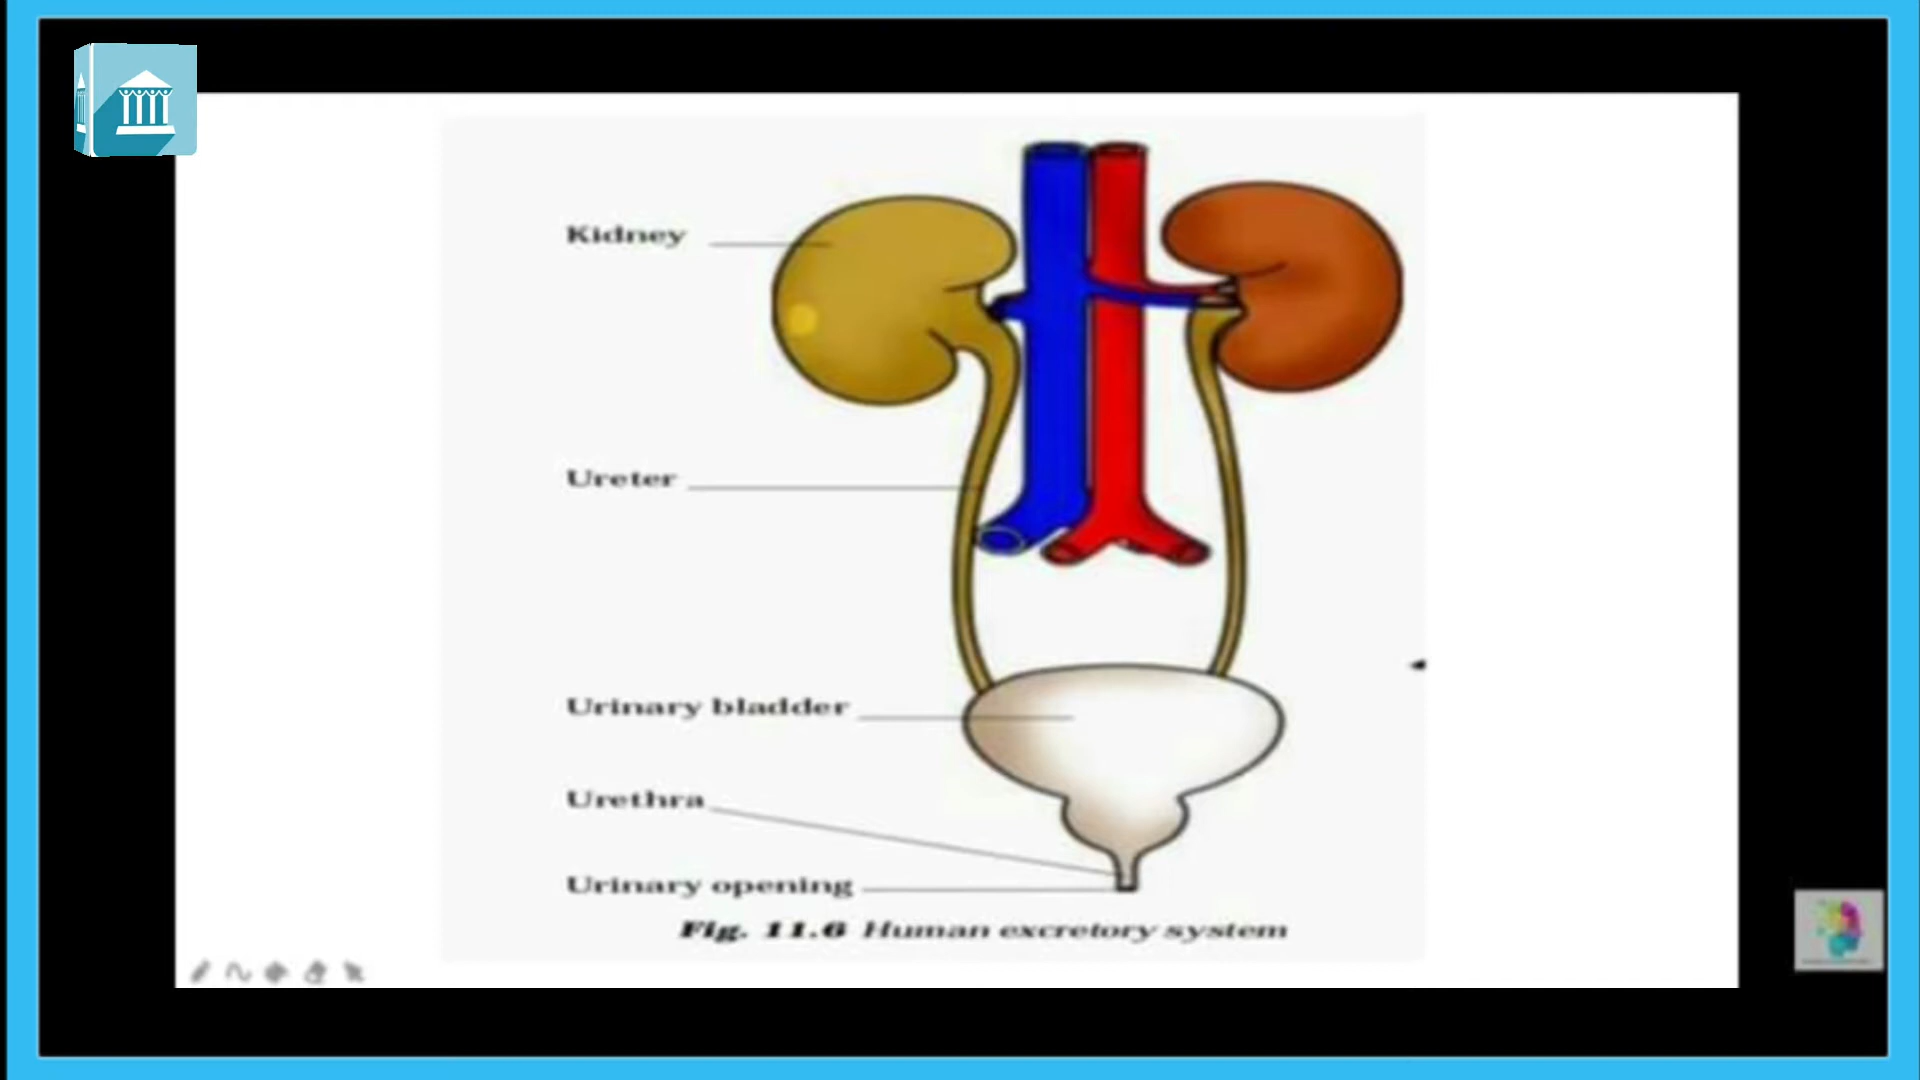 Kidney
Ureter
Urinary bladder
Urethra
Urinary opening
Fig. 11.6 Human excretory system